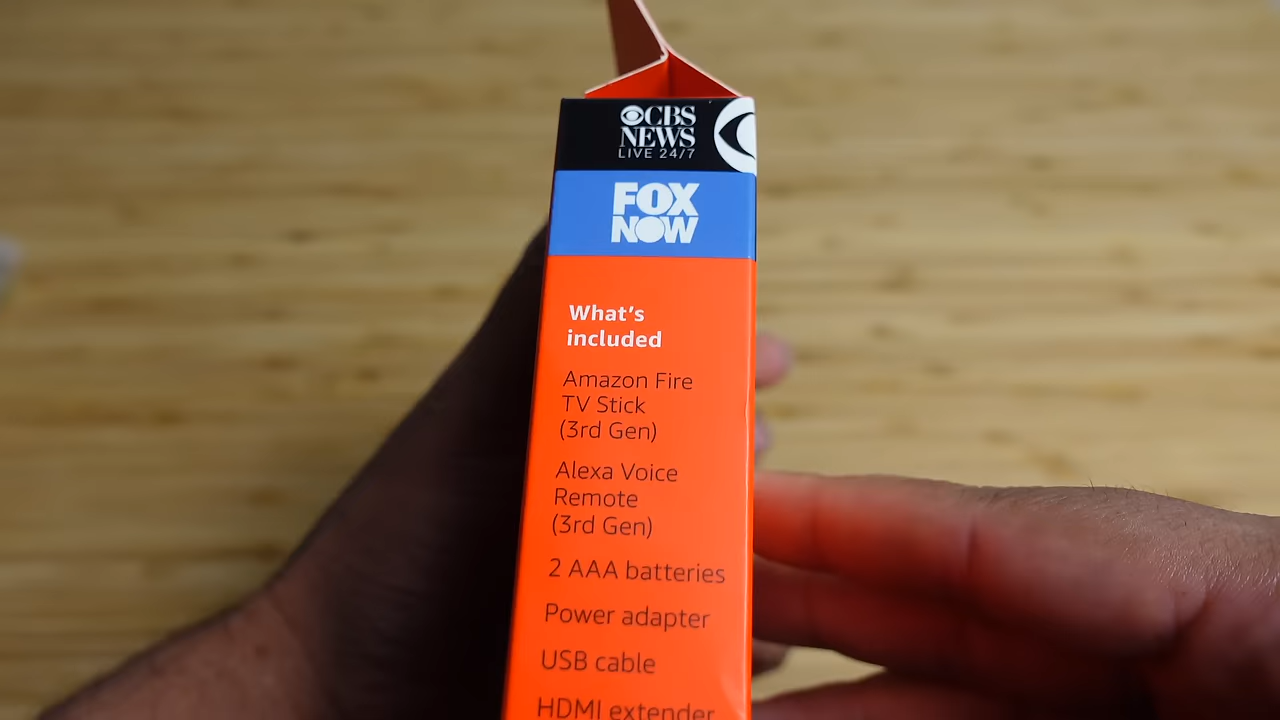 CBS
NEWS
LIVE 24/7
FOX
NOW
What's
included
Amazon Fire
TV Stick
(3rd Gen)
Alexa Voice
Remote
(3rd Gen)
2 AAA batteries
Power adapter
USB cable
HDMI extender